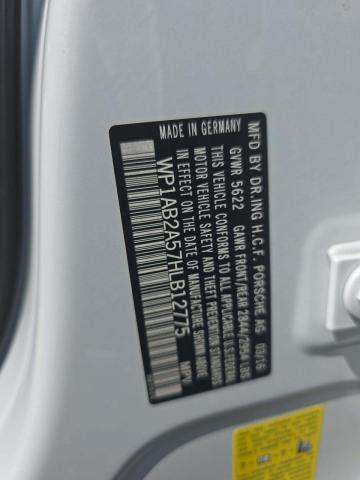 MFD BY DR.ING H.C.F. PORSCHE AG 09/16
GVWR 5622 GAWR FRONT/REAR 2844/2954 LBS
THIS VEHICLE CONFORMS TO ALL APPLICABLE U.S. FEDERAL
MOTOR VEHICLE SAFETY AND THEFT PREVENTION STANDARDS
IN EFFECT ON THE DATE OF MANUFACTURE SHOWN ABOVE
WP1AB2A57HLB12775 MPV
MADE IN GERMANY